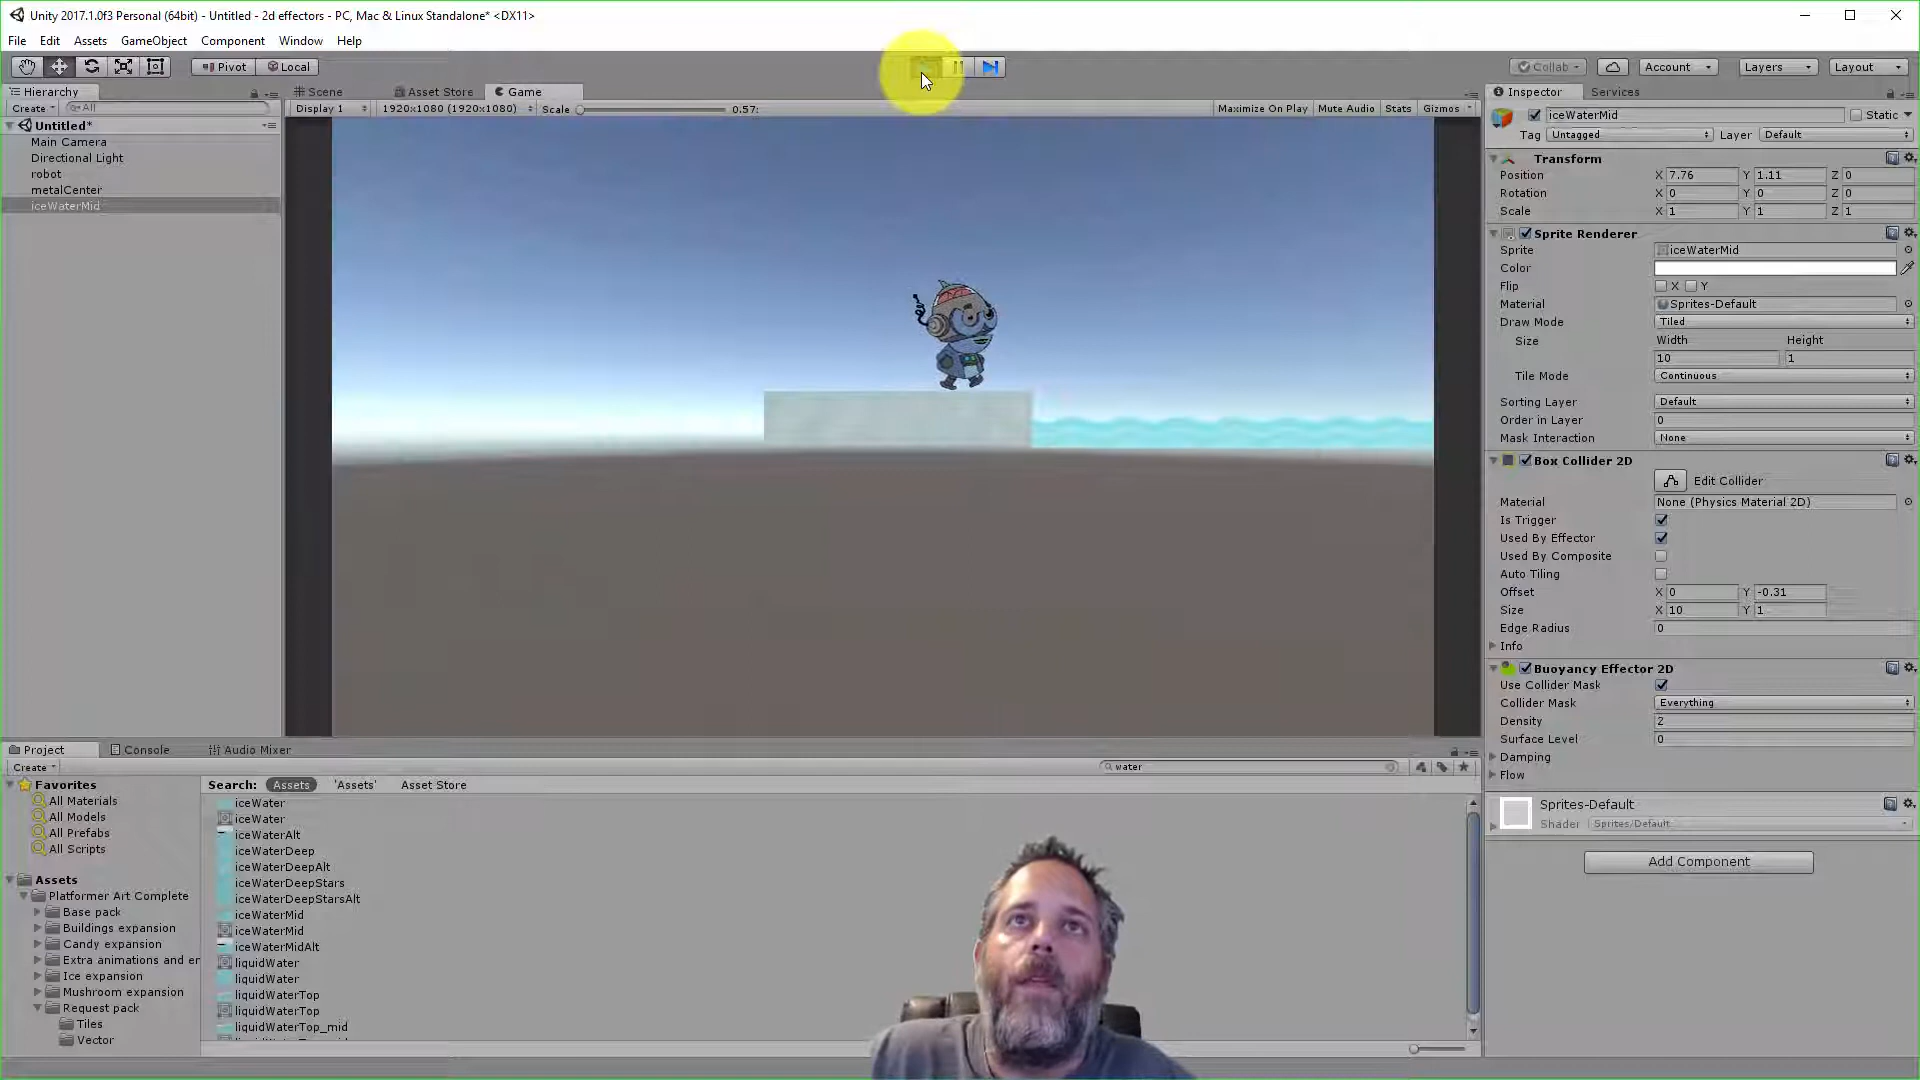 Unity 2017.1.0f3 Personal (64bit) - Untitled - 2d effectors - PC, Mac & Linux Standalone* <DX11>
File Edit Assets GameObject Component Window Help
Pivot Local Collab Account Layers Layout
Hierarchy
Create All
Untitled*
Main Camera
Directional Light
robot
metalCenter
iceWaterMid
Scene Asset Store Game
Display 1 1920x1080 (1920x1080) Scale 0.57: Maximize On Play Mute Audio Stats Gizmos
Inspector Services
iceWaterMid Static
Tag Untagged Layer Default
Transform
Position X 7.76 Y 1.11 Z 0
Rotation X 0 Y 0 Z 0
Scale X 1 Y 1 Z 1
Sprite Renderer
Sprite iceWaterMid
Color
Flip X Y
Material Sprites-Default
Draw Mode Tiled
Size Width Height
10 1
Tile Mode Continuous
Sorting Layer Default
Order in Layer 0
Mask Interaction None
Box Collider 2D
Edit Collider
Material None (Physics Material 2D)
Is Trigger
Used By Effector
Used By Composite
Auto Tiling
Offset X 0 Y -0.31
Size X 10 Y 1
Edge Radius 0
Info
Buoyancy Effector 2D
Use Collider Mask
Collider Mask Everything
Density 2
Surface Level 0
Damping
Flow
Sprites-Default
Shader Sprites/Default
Add Component
Project Console Audio Mixer
Create water
Favorites
All Materials
All Models
All Prefabs
All Scripts
Assets
Platformer Art Complete
Base pack
Buildings expansion
Candy expansion
Extra animations and er
Ice expansion
Mushroom expansion
Request pack
Tiles
Vector
Search: Assets 'Assets' Asset Store
iceWater
iceWater
iceWaterAlt
iceWaterDeep
iceWaterDeepAlt
iceWaterDeepStars
iceWaterDeepStarsAlt
iceWaterMid
iceWaterMid
iceWaterMidAlt
liquidWater
liquidWater
liquidWaterTop
liquidWaterTop
liquidWaterTop_mid